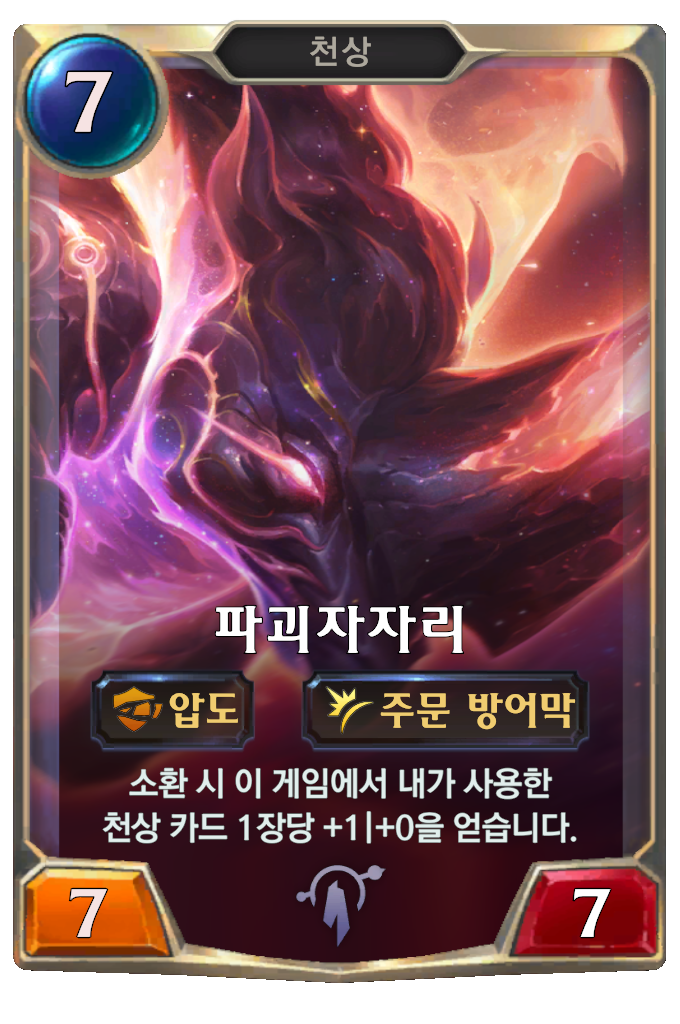 천상
7
파괴자자리
압도 주문 방어막
소환 시 이 게임에서 내가 사용한
천상 카드 1장당 +1|+0을 얻습니다.
7 7